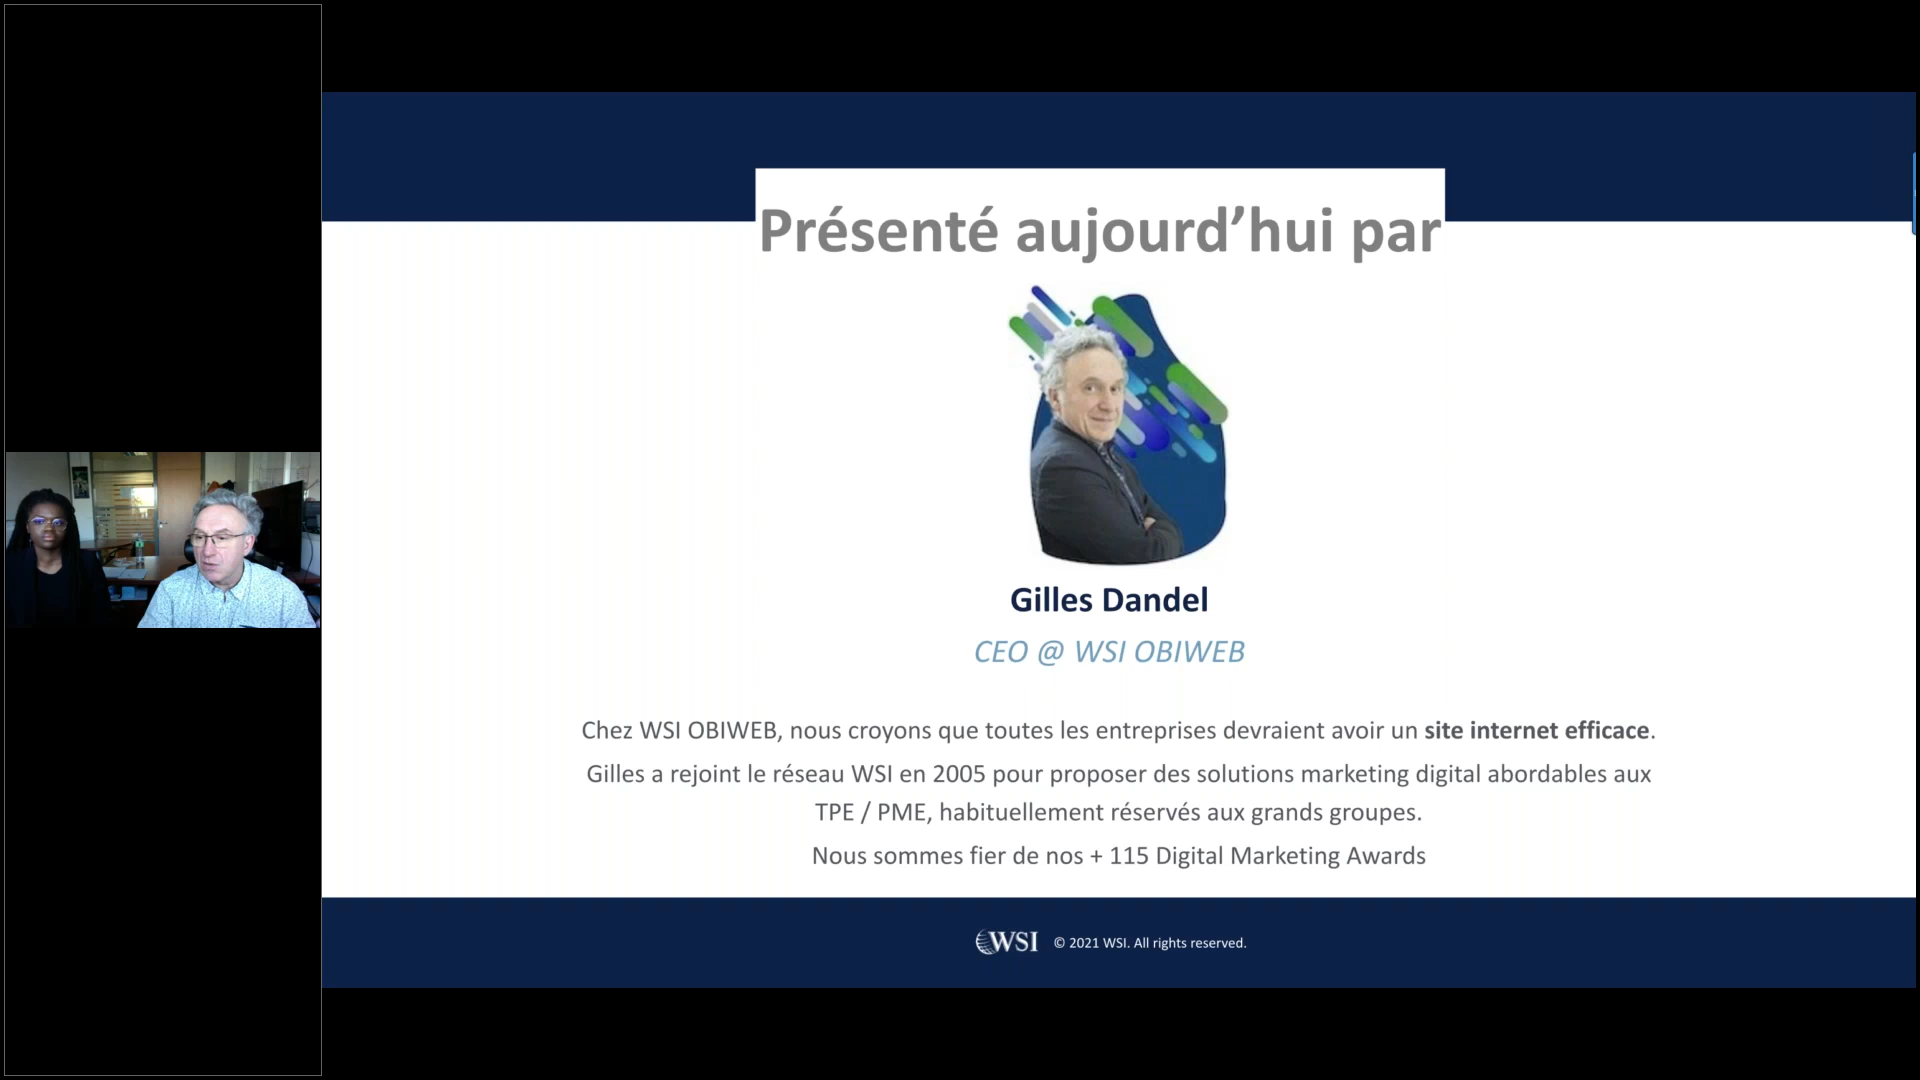 Présenté aujourd’hui par
Gilles Dandel
CEO @ WSI OBIWEB
Chez WSI OBIWEB, nous croyons que toutes les entreprises devraient avoir un site internet efficace.
Gilles a rejoint le réseau WSI en 2005 pour proposer des solutions marketing digital abordables aux
TPE / PME, habituellement réservés aux grands groupes.
Nous sommes fier de nos + 115 Digital Marketing Awards
WSI © 2021 WSI. All rights reserved.